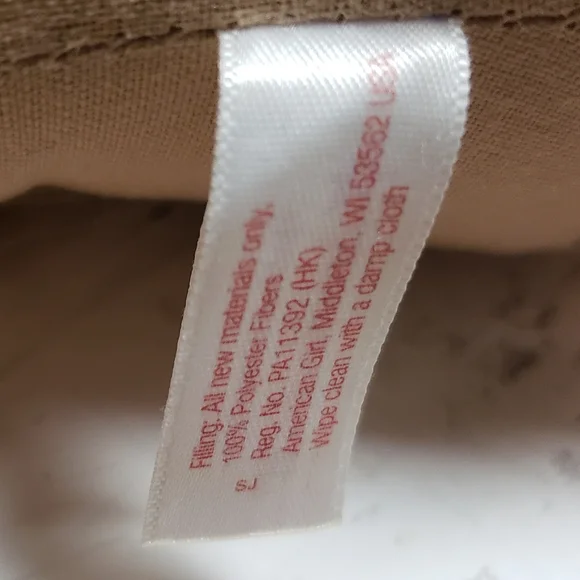 Filling: All new materials only,
100% Polyester Fibers
Reg. No. PA11392 (HK)
American Girl, Middleton, WI 53562 USA
Wipe clean with a damp cloth
SJ